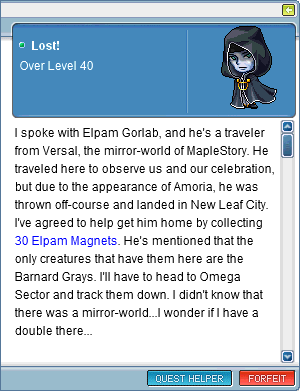 Lost!
Over Level 40
I spoke with Elpam Gorlab, and he's a traveler
from Versal, the mirror-world of MapleStory. He
traveled here to observe us and our celebration,
but due to the appearance of Amoria, he was
thrown off-course and landed in New Leaf City.
I've agreed to help get him home by collecting
30 Elpam Magnets. He's mentioned that the
only creatures that have them here are the
Barnard Grays. I'll have to head to Omega
Sector and track them down. I didn't know that
there was a mirror-world...I wonder if I have a
double there...
QUEST HELPER
FORFEIT